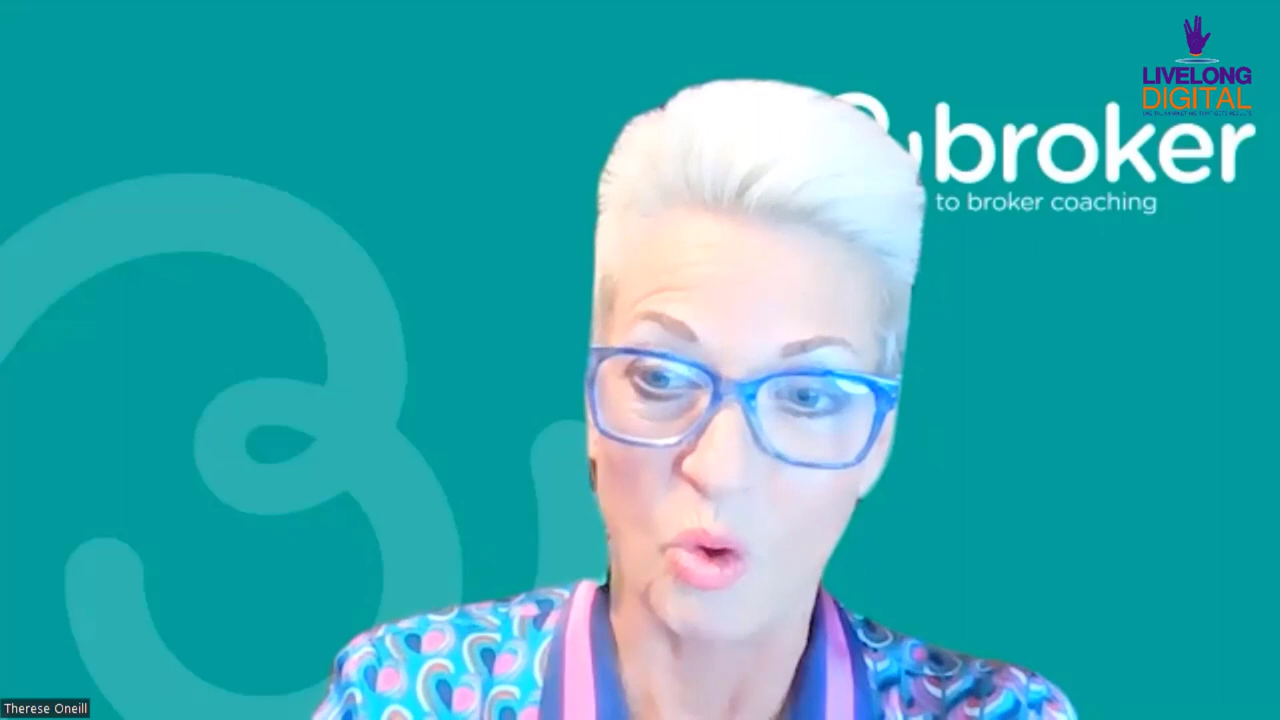 LIVELONG
DIGITAL
broker
to broker coaching
Therese Oneill